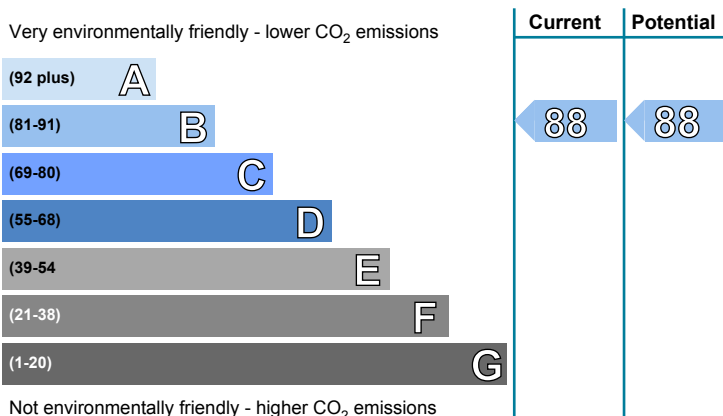 Very environmentally friendly - lower CO2 emissions
Current Potential
(92 plus) A
(81-91) B 88 88
(69-80) C
(55-68) D
(39-54 E
(21-38) F
(1-20) G
Not environmentally friendly - higher CO2 emissions